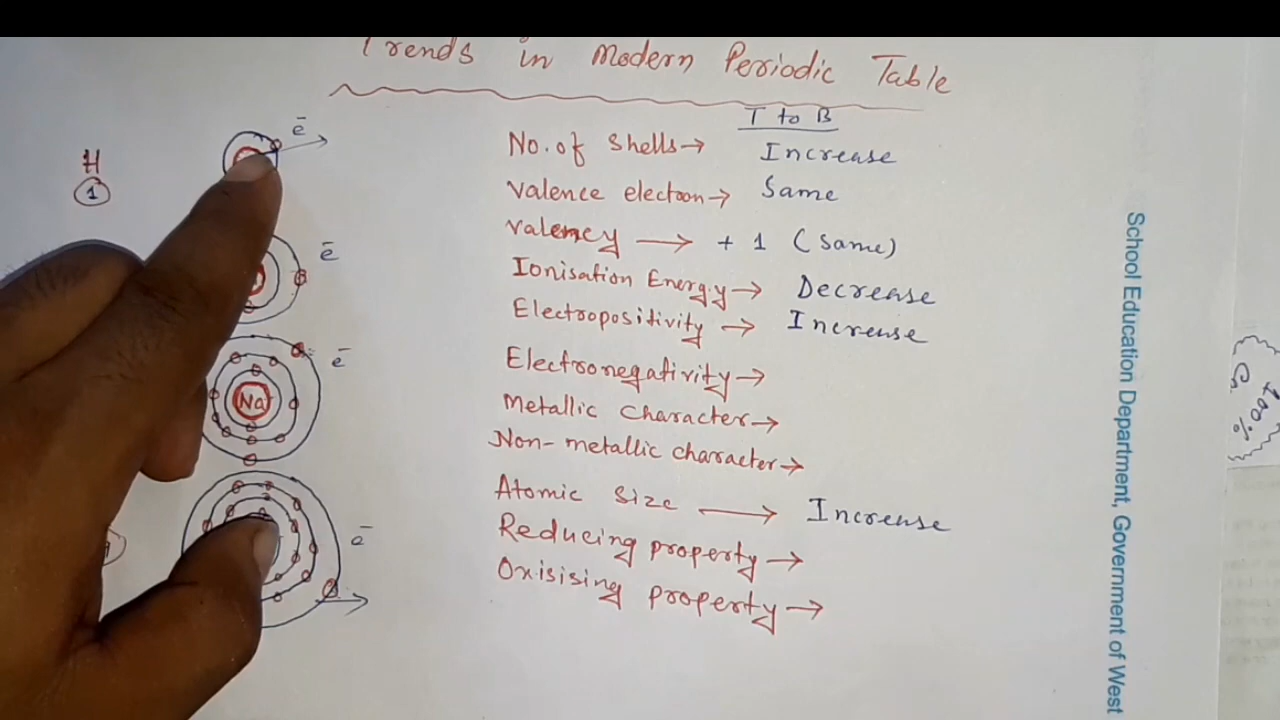 Trends in Modern Periodic Table
T to B
H
1
e̅
No. of Shells→ Increase
Valence electron→ Same
Valency → + 1 (Same)
e̅
Ionisation Energy→ Decrease
Electropositivity → Increase
e̅
Electronegativity→
Na
Metallic Character→
Non-metallic character→
Atomic Size → Increase
e̅
Reducing property→
Oxisising property→
School Education Department, Government of West
100%